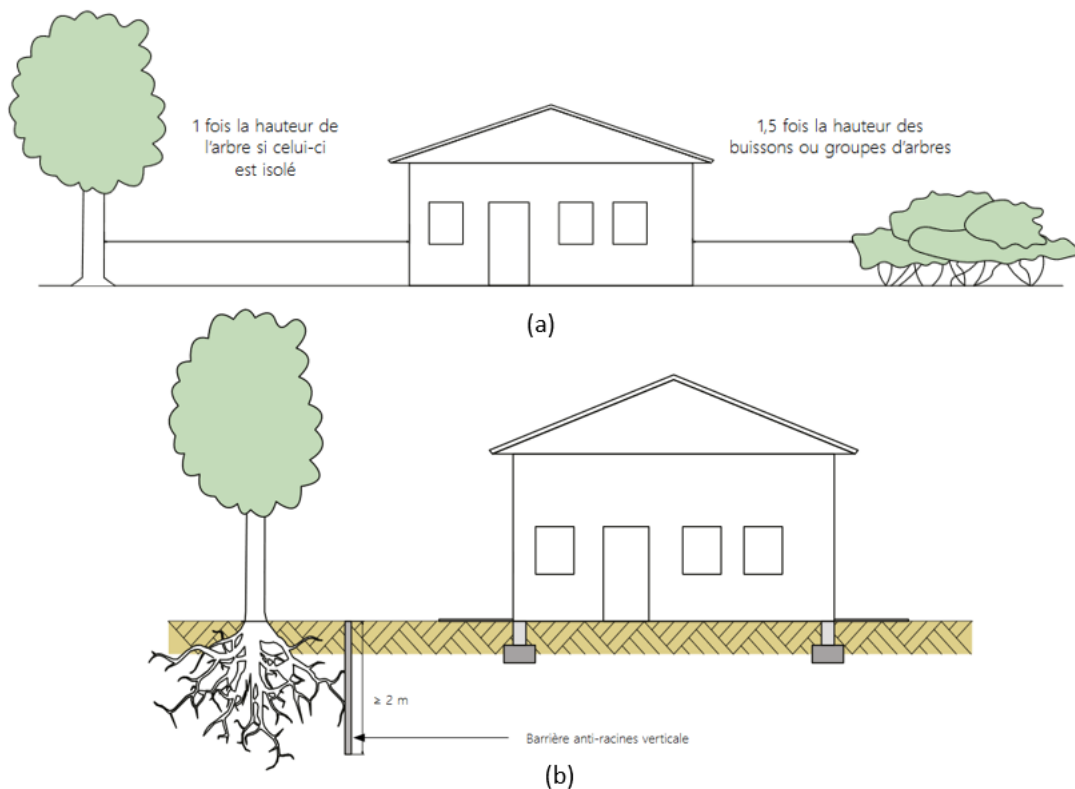 1 fois la hauteur de
l'arbre si celui-ci
est isolé
1,5 fois la hauteur des
buissons ou groupes d'arbres
(a)
≥ 2 m
Barrière anti-racines verticale
(b)